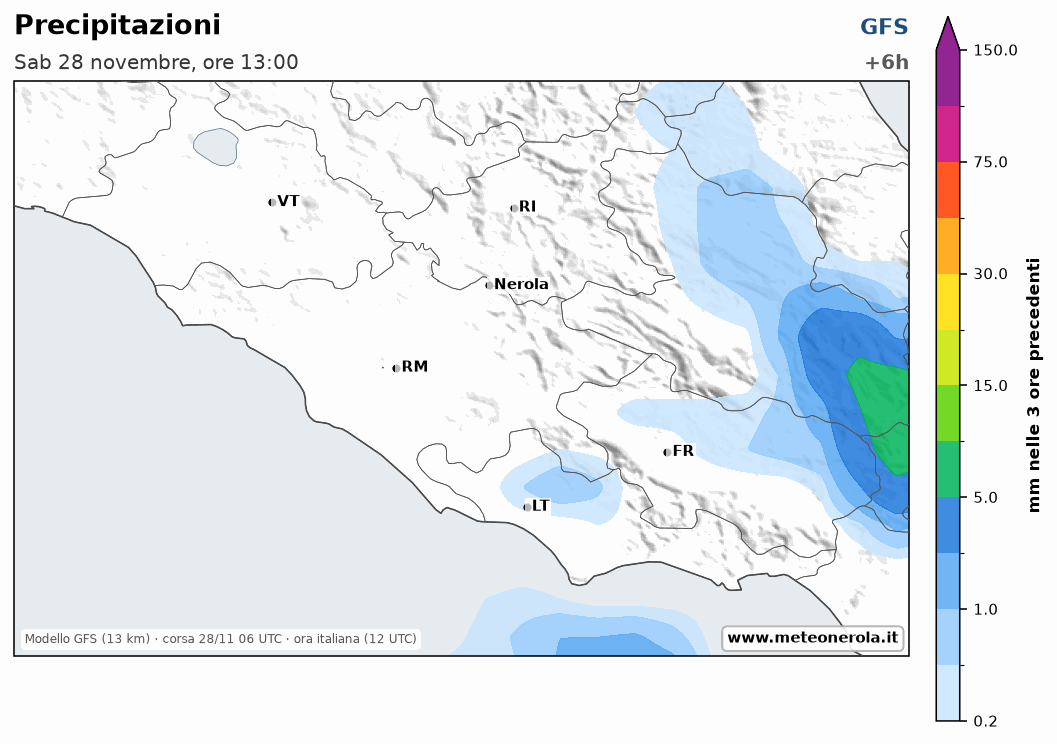 Precipitazioni
GFS
Sab 28 novembre, ore 13:00
+6h
VT
RI
Nerola
RM
FR
LT
Modello GFS (13 km) · corsa 28/11 06 UTC · ora italiana (12 UTC)
www.meteonerola.it
150.0
75.0
30.0
15.0
5.0
1.0
0.2
mm nelle 3 ore precedenti